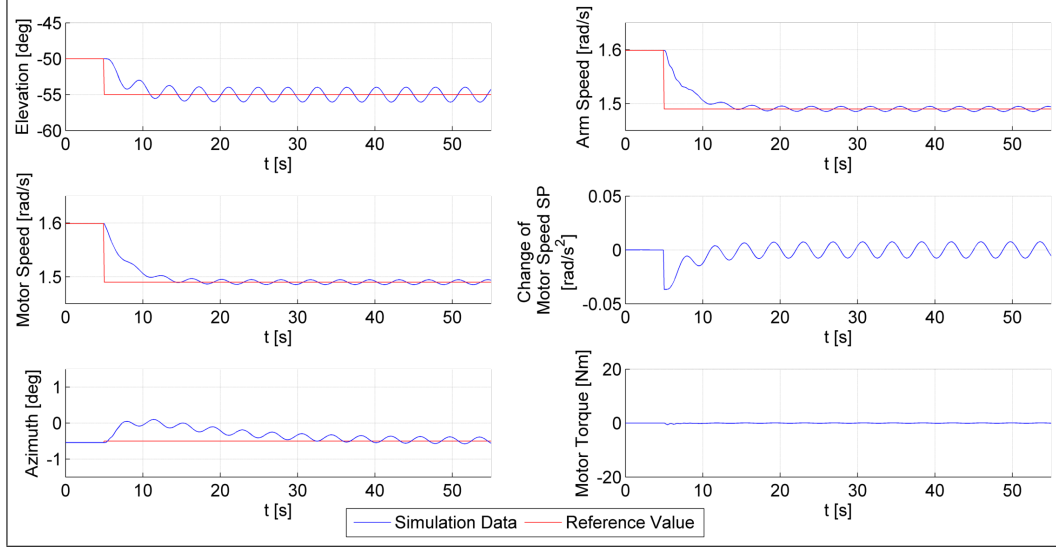 Elevation [deg]
-45
-50
-55
-60
0 10 20 30 40 50
t [s]
Arm Speed [rad/s]
1.6
1.5
0 10 20 30 40 50
t [s]
Motor Speed [rad/s]
1.6
1.5
0 10 20 30 40 50
t [s]
Change of
Motor Speed SP
[rad/s²]
0.05
0
-0.05
0 10 20 30 40 50
t [s]
Azimuth [deg]
1
0
-1
0 10 20 30 40 50
t [s]
Motor Torque [Nm]
20
0
-20
0 10 20 30 40 50
t [s]
Simulation Data Reference Value